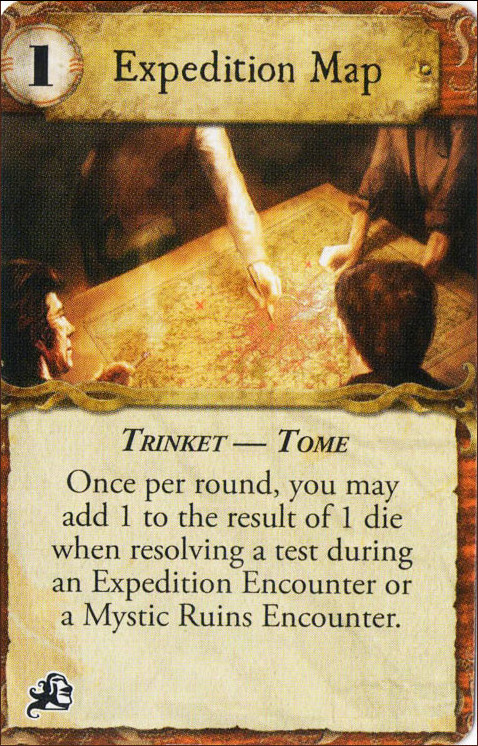 1
Expedition Map
TRINKET — TOME
Once per round, you may
add 1 to the result of 1 die
when resolving a test during
an Expedition Encounter or
a Mystic Ruins Encounter.